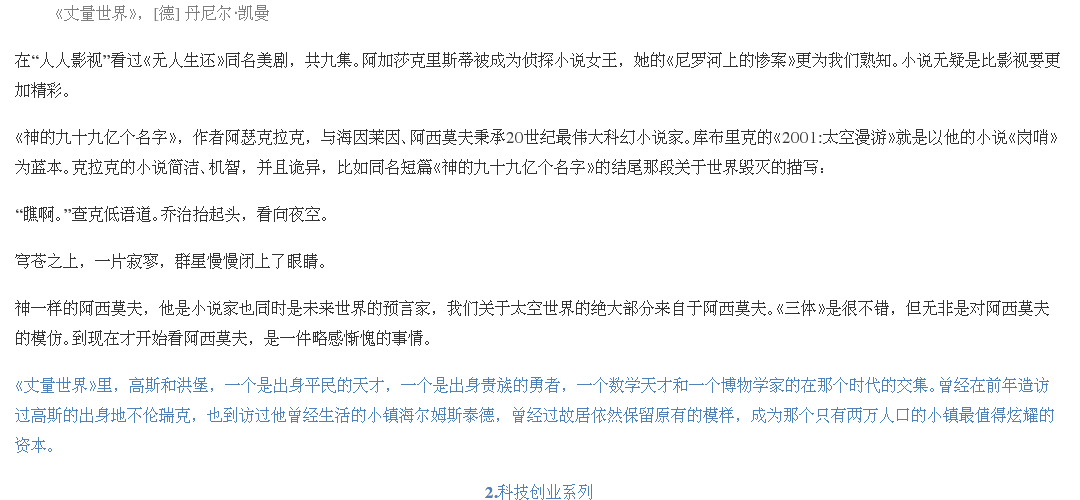 《丈量世界》，[德] 丹尼尔·凯曼
在“人人影视”看过《无人生还》同名美剧，共九集。阿加莎克里斯蒂被成为侦探小说女王，她的《尼罗河上的惨案》更为我们熟知。小说无疑是比影视要更
加精彩。
《神的九十九亿个名字》，作者阿瑟克拉克，与海因莱因、阿西莫夫秉承20世纪最伟大科幻小说家。库布里克的《2001:太空漫游》就是以他的小说《岗哨》
为蓝本。克拉克的小说简洁、机智，并且诡异，比如同名短篇《神的九十九亿个名字》的结尾那段关于世界毁灭的描写：
“瞧啊。”查克低语道。乔治抬起头，看向夜空。
穹苍之上，一片寂寥，群星慢慢闭上了眼睛。
神一样的阿西莫夫，他是小说家也同时是未来世界的预言家，我们关于太空世界的绝大部分来自于阿西莫夫。《三体》是很不错，但无非是对阿西莫夫
的模仿。到现在才开始看阿西莫夫，是一件略感惭愧的事情。
《丈量世界》里，高斯和洪堡，一个是出身平民的天才，一个是出身贵族的勇者，一个数学天才和一个博物学家的在那个时代的交集。曾经在前年造访
过高斯的出身地不伦瑞克，也到访过他曾经生活的小镇海尔姆斯泰德，曾经过故居依然保留原有的模样，成为那个只有两万人口的小镇最值得炫耀的
资本。
2.科技创业系列